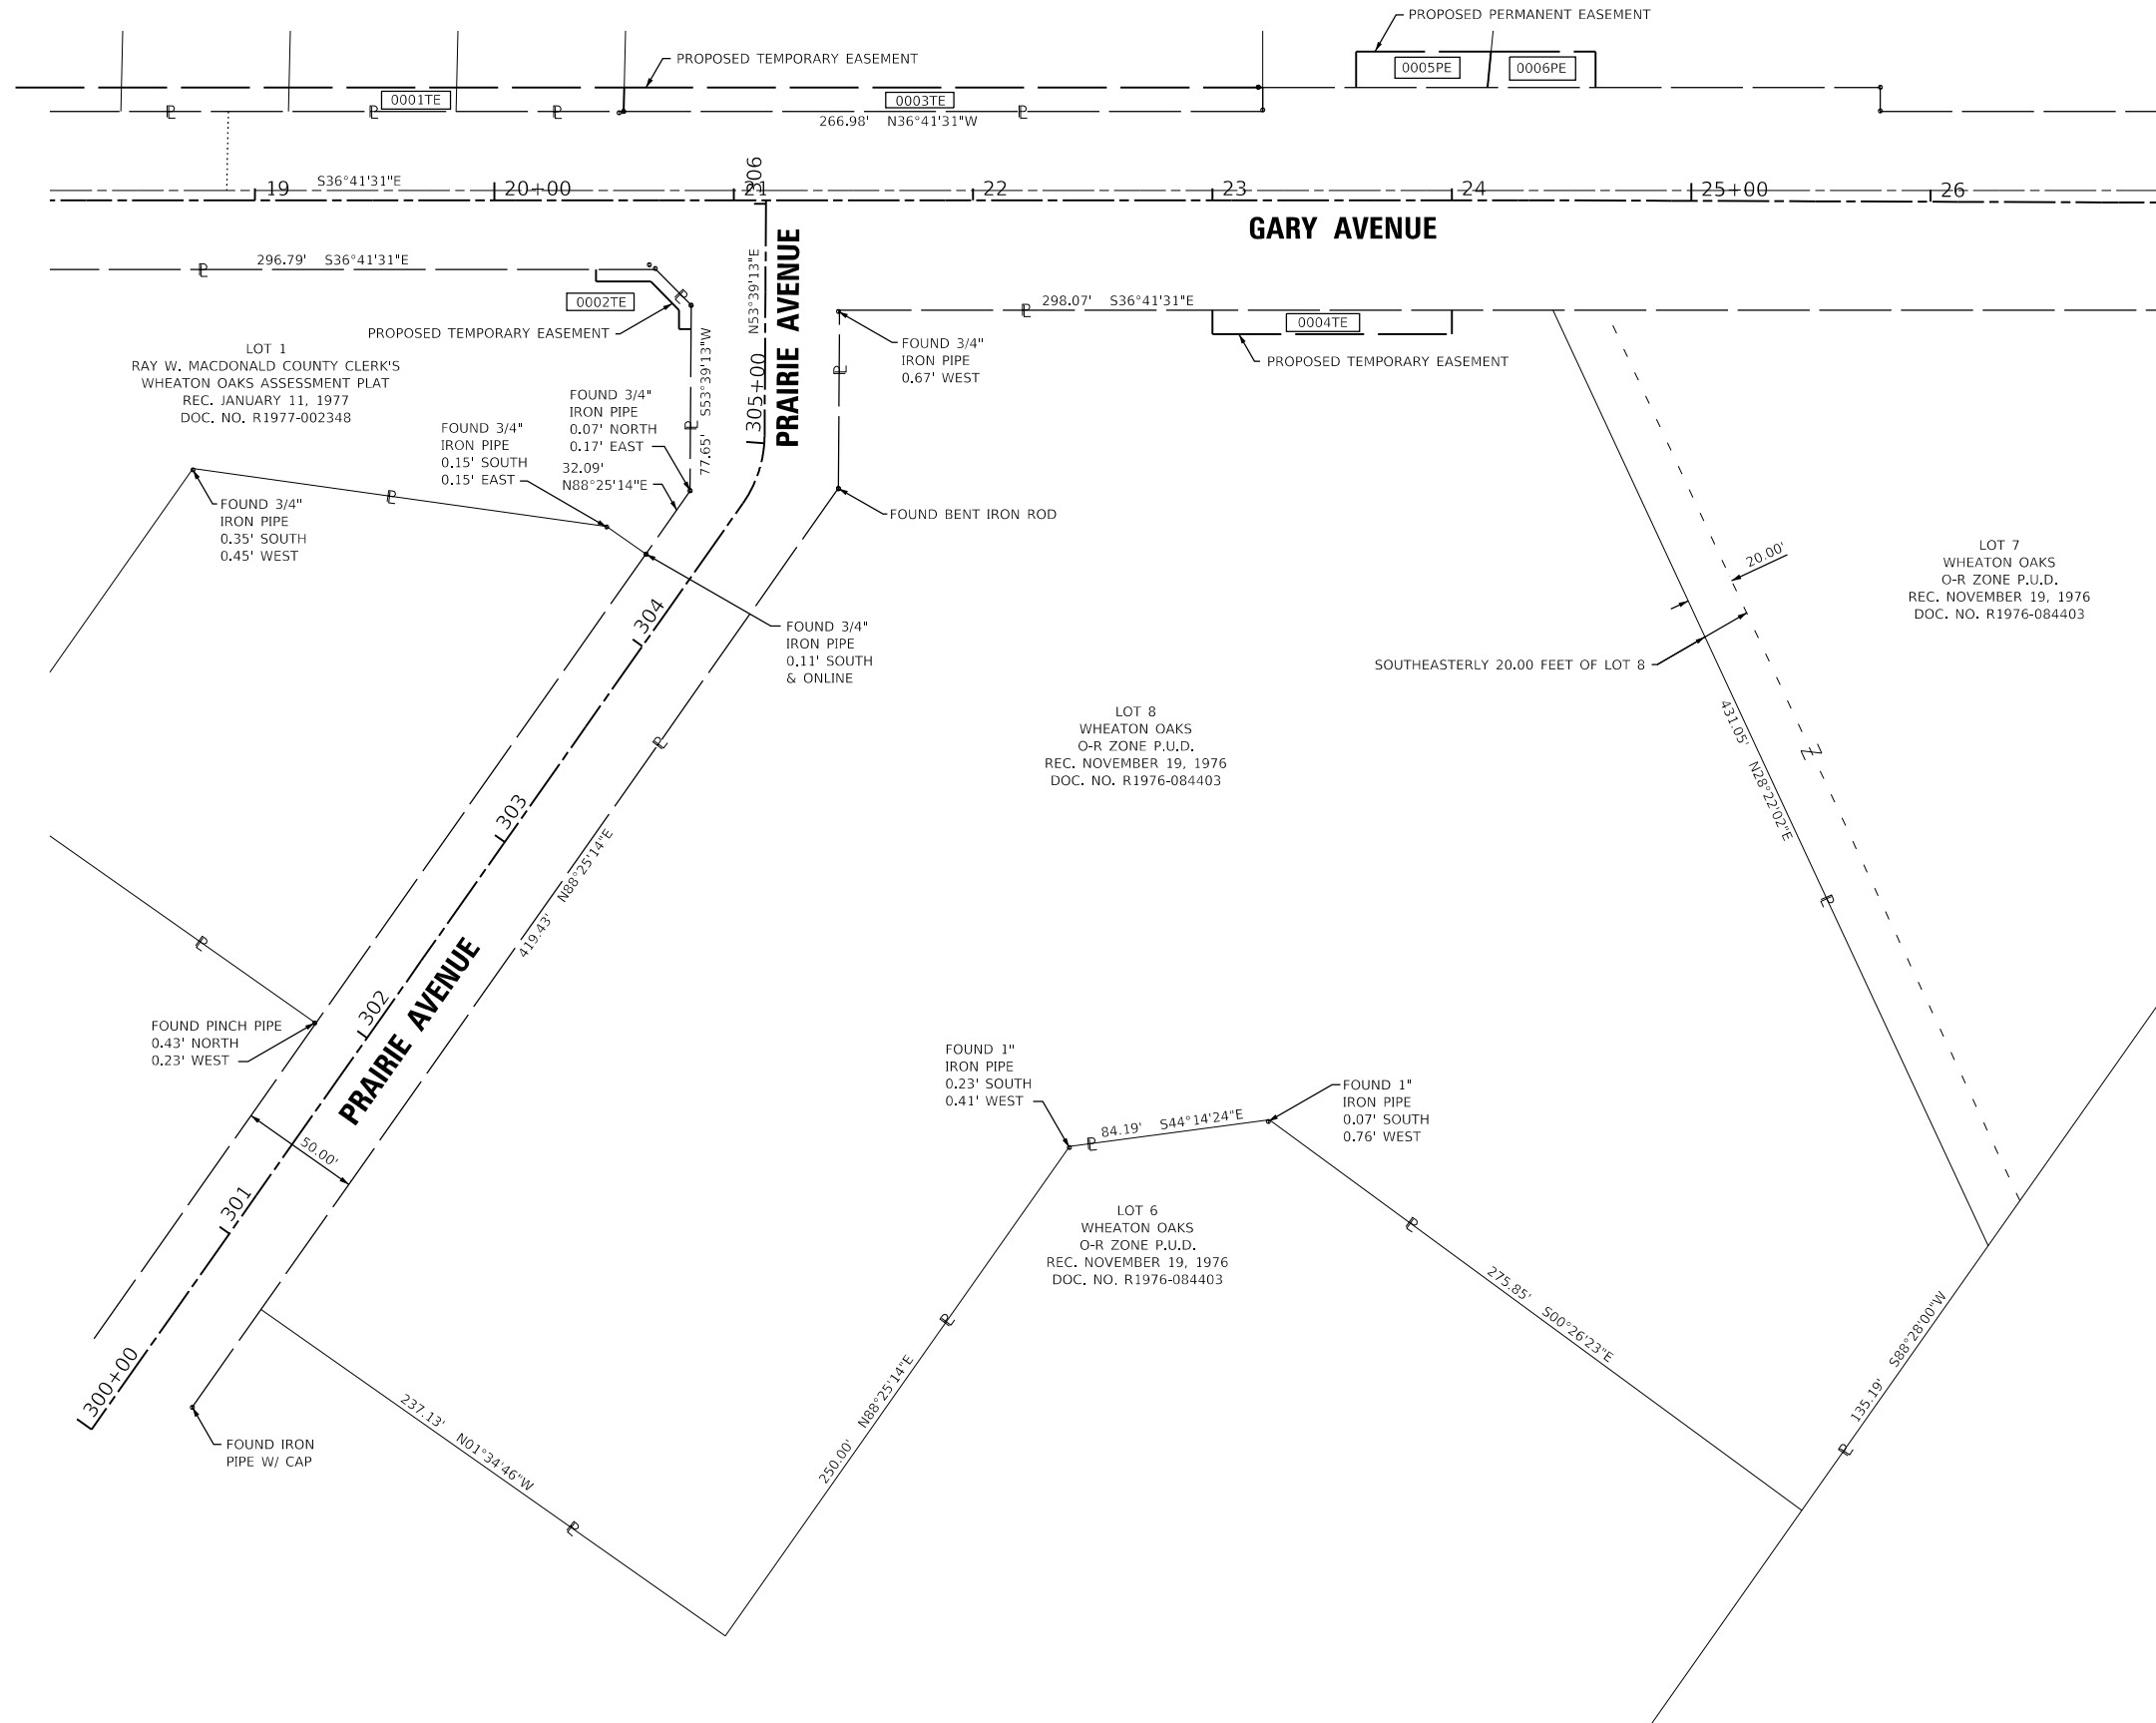 PROPOSED PERMANENT EASEMENT
PROPOSED TEMPORARY EASEMENT
0005PE
0006PE
0001TE
0003TE
266.98' N36°41'31"W
S36°41'31"E
19
20+00
21
22
23
24
25+00
26
306
GARY AVENUE
296.79' S36°41'31"E
0002TE
PROPOSED TEMPORARY EASEMENT
N53°39'13"E
PRAIRIE AVENUE
305+00
77.65' S53°39'13"W
298.07' S36°41'31"E
0004TE
PROPOSED TEMPORARY EASEMENT
FOUND 3/4"
IRON PIPE
0.67' WEST
LOT 1
RAY W. MACDONALD COUNTY CLERK'S
WHEATON OAKS ASSESSMENT PLAT
REC. JANUARY 11, 1977
DOC. NO. R1977-002348
FOUND 3/4"
IRON PIPE
0.07' NORTH
0.17' EAST
FOUND 3/4"
IRON PIPE
0.15' SOUTH
0.15' EAST
32.09'
N88°25'14"E
FOUND 3/4"
IRON PIPE
0.35' SOUTH
0.45' WEST
FOUND BENT IRON ROD
20.00'
LOT 7
WHEATON OAKS
O-R ZONE P.U.D.
REC. NOVEMBER 19, 1976
DOC. NO. R1976-084403
FOUND 3/4"
IRON PIPE
0.11' SOUTH
& ONLINE
304
SOUTHEASTERLY 20.00 FEET OF LOT 8
LOT 8
WHEATON OAKS
O-R ZONE P.U.D.
REC. NOVEMBER 19, 1976
DOC. NO. R1976-084403
431.05' N28°22'02"E
303
419.43' N88°25'14"E
302
PRAIRIE AVENUE
FOUND PINCH PIPE
0.43' NORTH
0.23' WEST
50.00'
301
FOUND 1"
IRON PIPE
0.23' SOUTH
0.41' WEST
84.19' S44°14'24"E
FOUND 1"
IRON PIPE
0.07' SOUTH
0.76' WEST
LOT 6
WHEATON OAKS
O-R ZONE P.U.D.
REC. NOVEMBER 19, 1976
DOC. NO. R1976-084403
275.85' S00°26'23"E
135.19' S88°28'00"W
250.00' N88°25'14"E
237.13' N01°34'46"W
300+00
FOUND IRON
PIPE W/ CAP